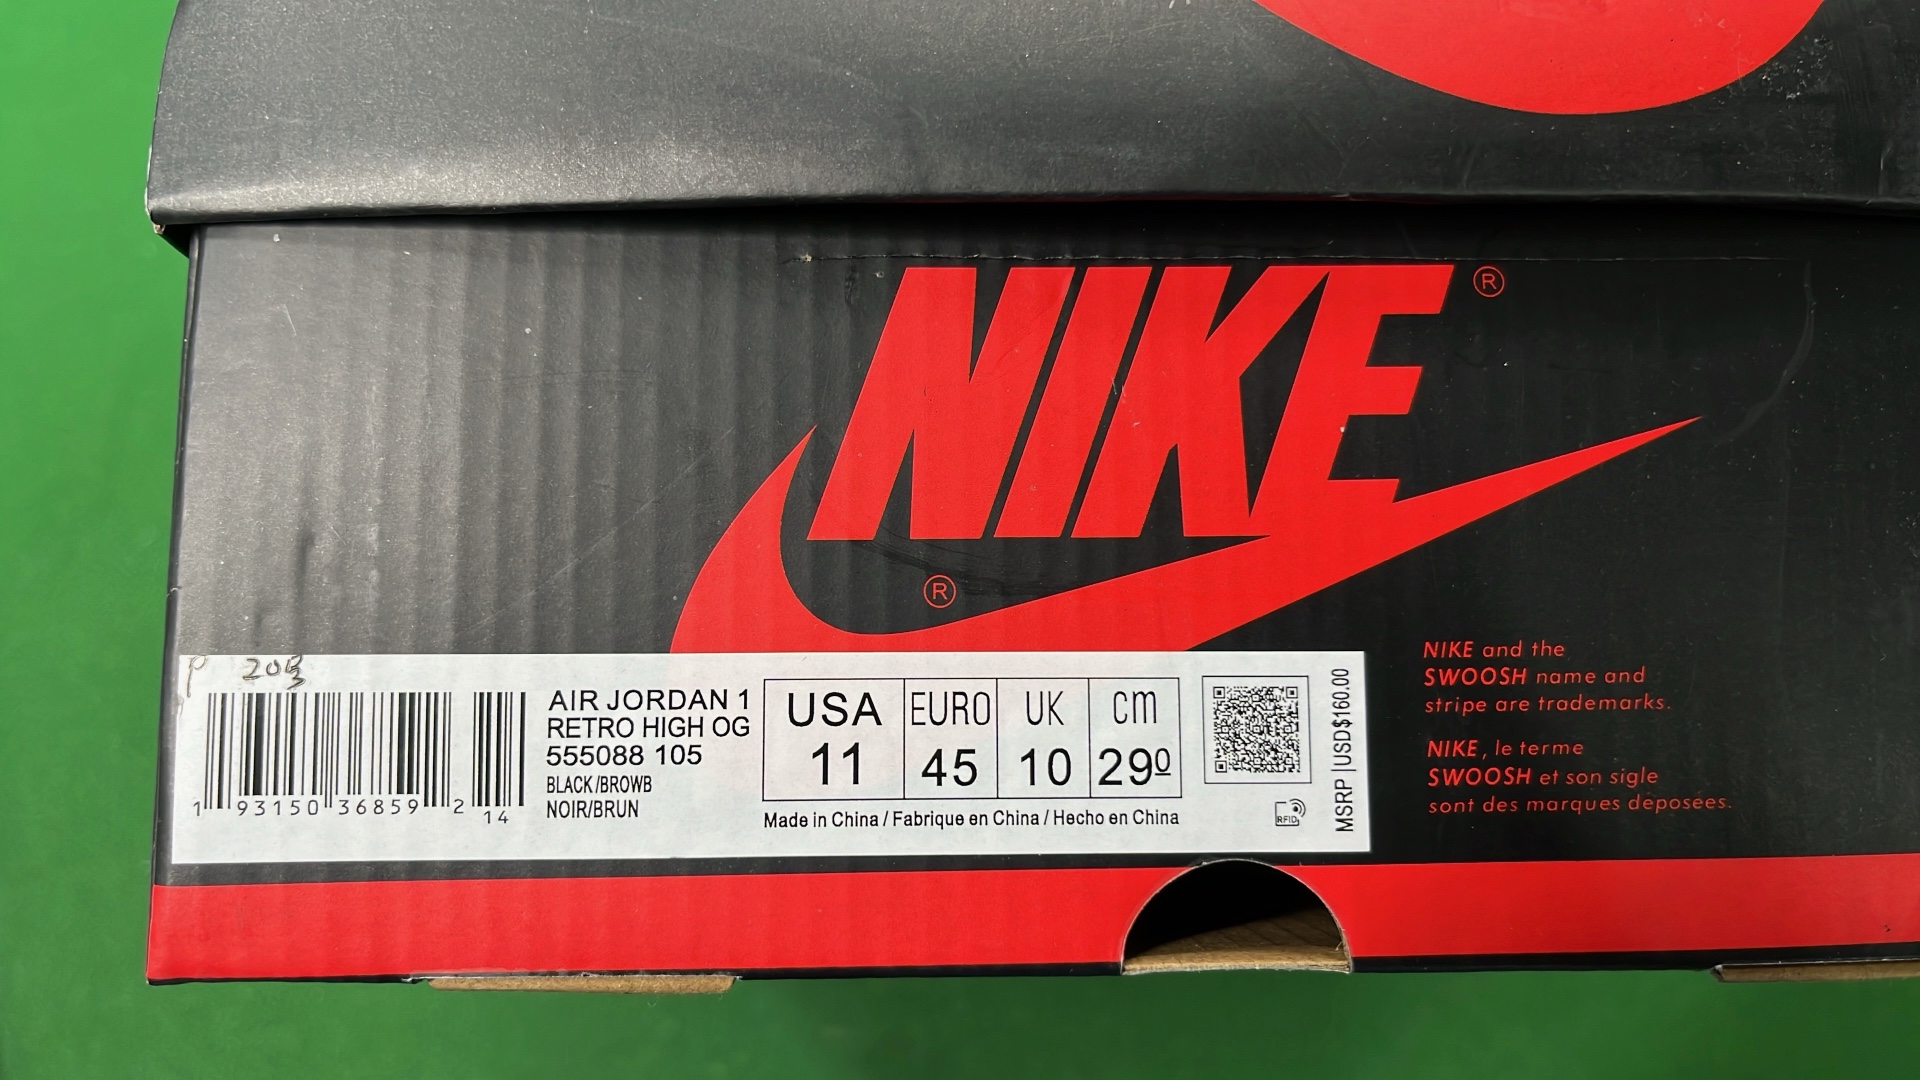 NIKE®
®
P 203
1 93150 36859 2 14
AIR JORDAN 1
RETRO HIGH OG
555088 105
BLACK/BROWB
NOIR/BRUN
USA EURO UK cm
11 45 10 290
Made in China / Fabrique en China / Hecho en China
RFID
MSRP |USD$160.00
NIKE and the
SWOOSH name and
stripe are trademarks.
NIKE, le terme
SWOOSH et son sigle
sont des marques déposées.